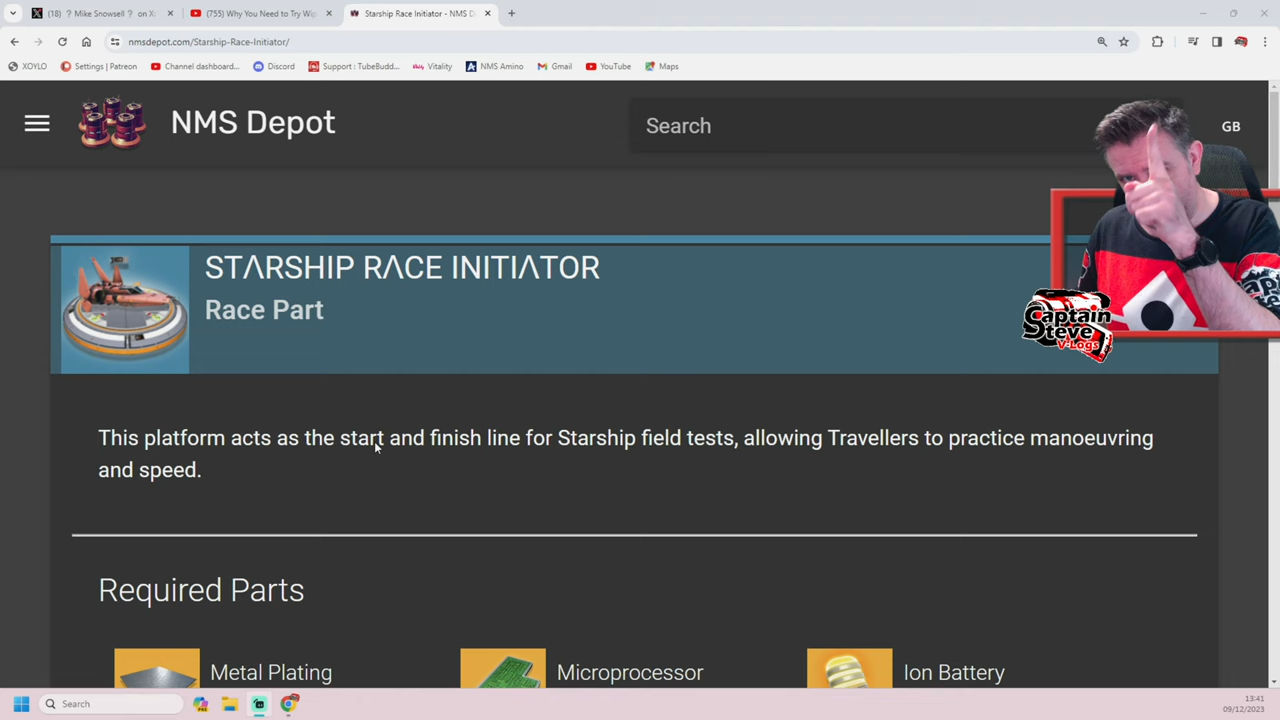 (18) ? Mike Snowsell ? on X:
(755) Why You Need to Try Wip
Starship Race Initiator - NMS D
nmsdepot.com/Starship-Race-Initiator/
XOYLO
Settings | Patreon
Channel dashboard...
Discord
Support : TubeBudd...
Vitality
NMS Amino
Gmail
YouTube
Maps
NMS Depot
Search
GB
STΛRSHIP RΛCE INITIΛTOR
Race Part
Captain
Steve
V-Logs
This platform acts as the start and finish line for Starship field tests, allowing Travellers to practice manoeuvring
and speed.
Required Parts
Metal Plating
Microprocessor
Ion Battery
Search
13:41
09/12/2023